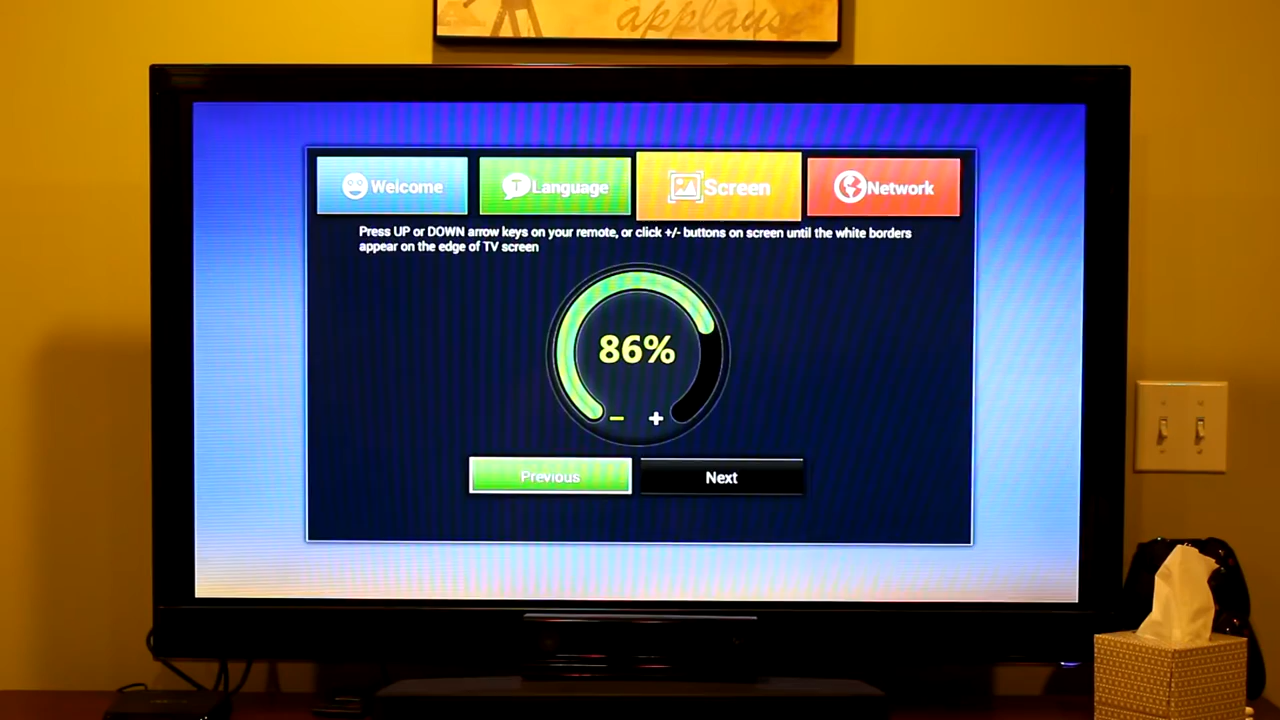 applause
Welcome
T
Language
Screen
Network
Press UP or DOWN arrow keys on your remote, or click +/- buttons on screen until the white borders
appear on the edge of TV screen
86%
- +
Previous
Next